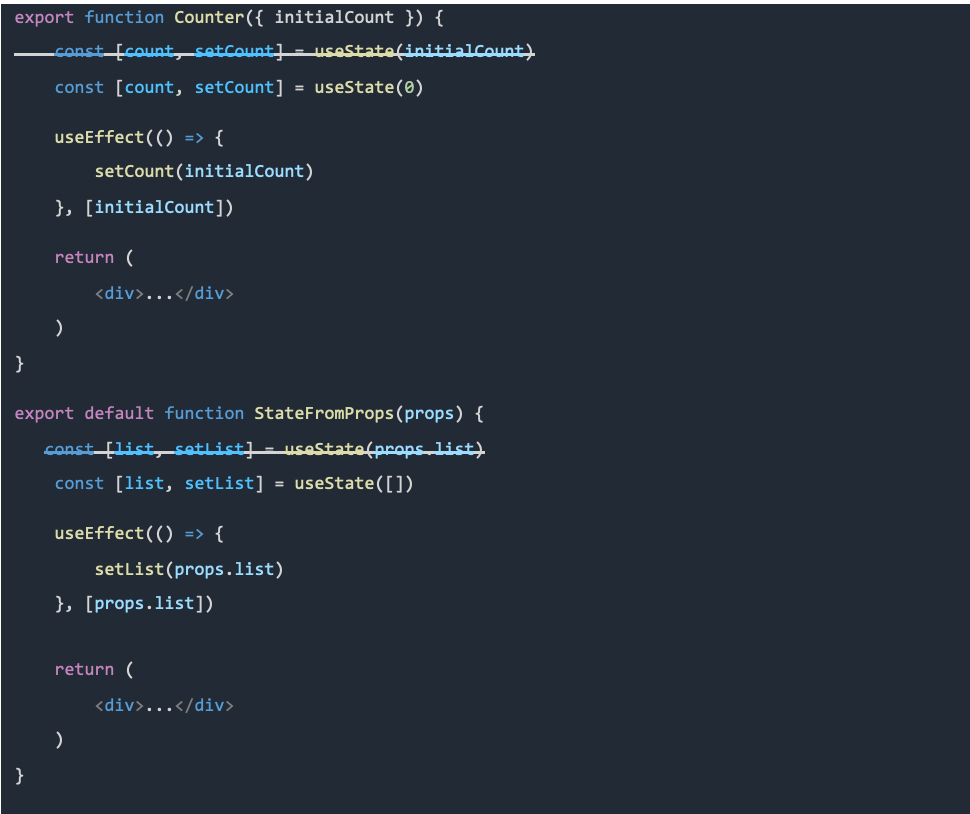 export function Counter({ initialCount }) {
const [count, setCount] = useState(initialCount)
const [count, setCount] = useState(0)
useEffect(() => {
setCount(initialCount)
}, [initialCount])
return (
<div>...</div>
)
}
export default function StateFromProps(props) {
const [list, setList] = useState(props.list)
const [list, setList] = useState([])
useEffect(() => {
setList(props.list)
}, [props.list])
return (
<div>...</div>
)
}